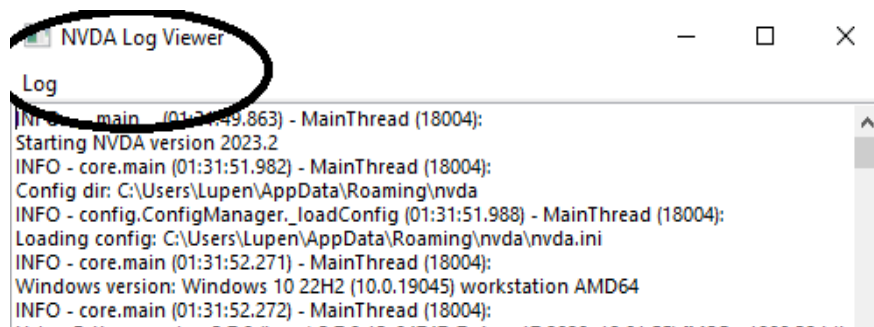 NVDA Log Viewer
Log
INFO - __main__ (01:31:49.863) - MainThread (18004):
Starting NVDA version 2023.2
INFO - core.main (01:31:51.982) - MainThread (18004):
Config dir: C:\Users\Lupen\AppData\Roaming\nvda
INFO - config.ConfigManager._loadConfig (01:31:51.988) - MainThread (18004):
Loading config: C:\Users\Lupen\AppData\Roaming\nvda\nvda.ini
INFO - core.main (01:31:52.271) - MainThread (18004):
Windows version: Windows 10 22H2 (10.0.19045) workstation AMD64
INFO - core.main (01:31:52.272) - MainThread (18004):